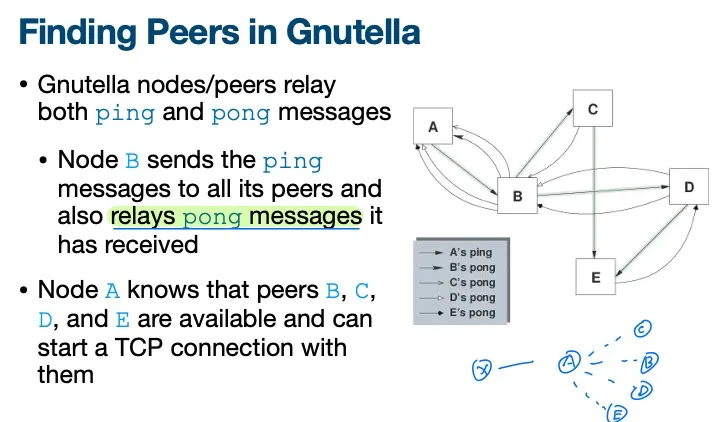 Finding Peers in Gnutella
• Gnutella nodes/peers relay
both ping and pong messages
• Node B sends the ping
messages to all its peers and
also relays pong messages it
has received
• Node A knows that peers B, C,
D, and E are available and can
start a TCP connection with
them
A
C
B
D
E
A's ping
B's pong
C's pong
D's pong
E's pong
X
A
C
B
D
E